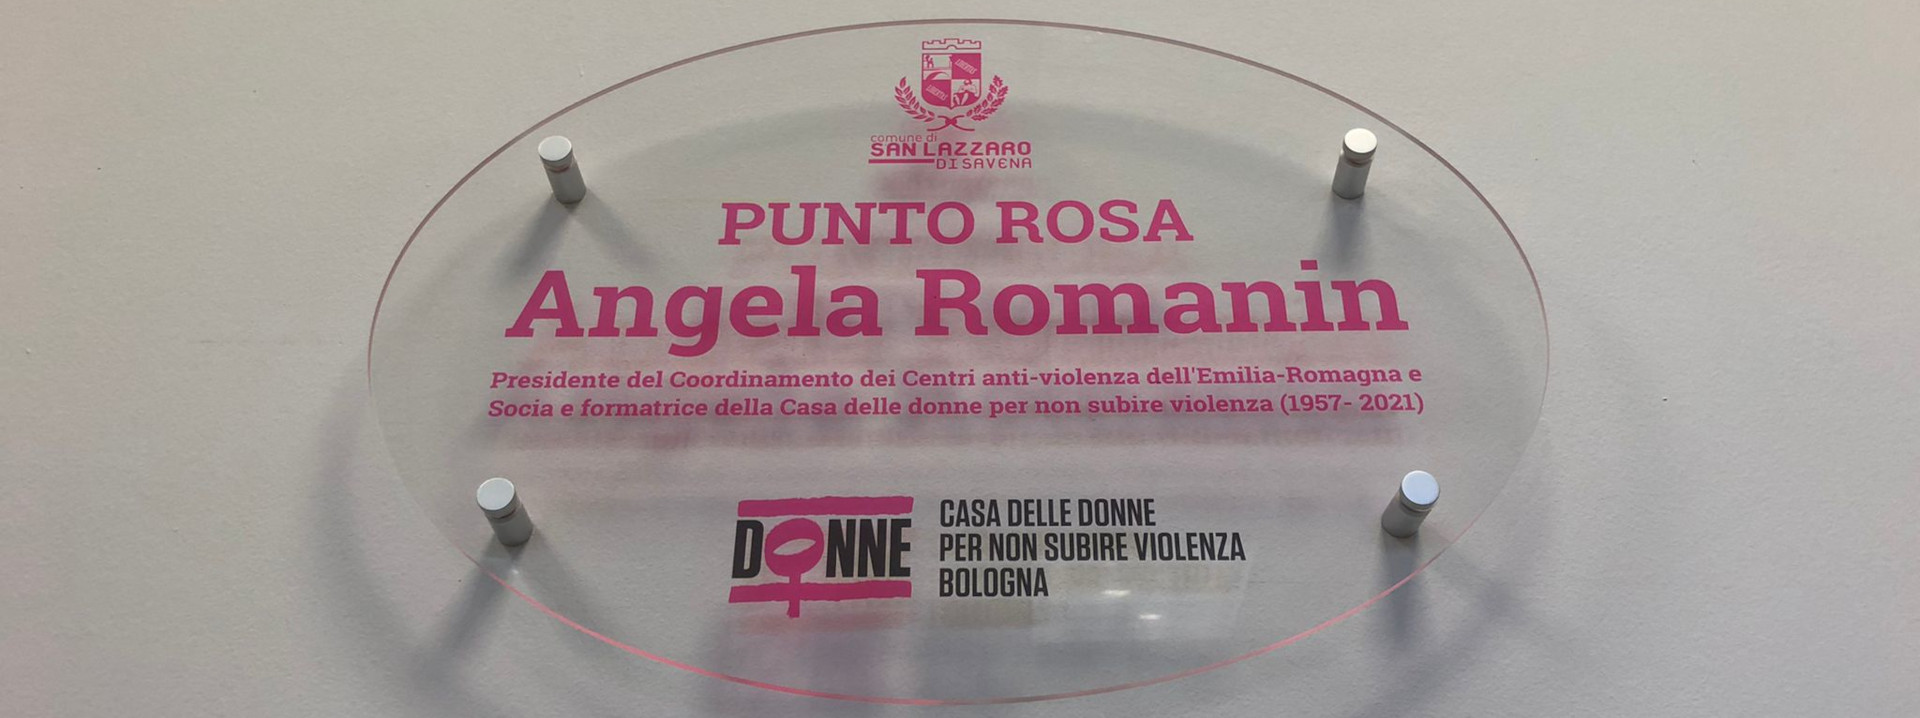 LIBERTAS
LIBERTAS
comune di
SAN LAZZARO
DI SAVENA
PUNTO ROSA
Angela Romanin
Presidente del Coordinamento dei Centri anti-violenza dell'Emilia-Romagna e
Socia e formatrice della Casa delle donne per non subire violenza (1957- 2021)
DONNE
CASA DELLE DONNE
PER NON SUBIRE VIOLENZA
BOLOGNA